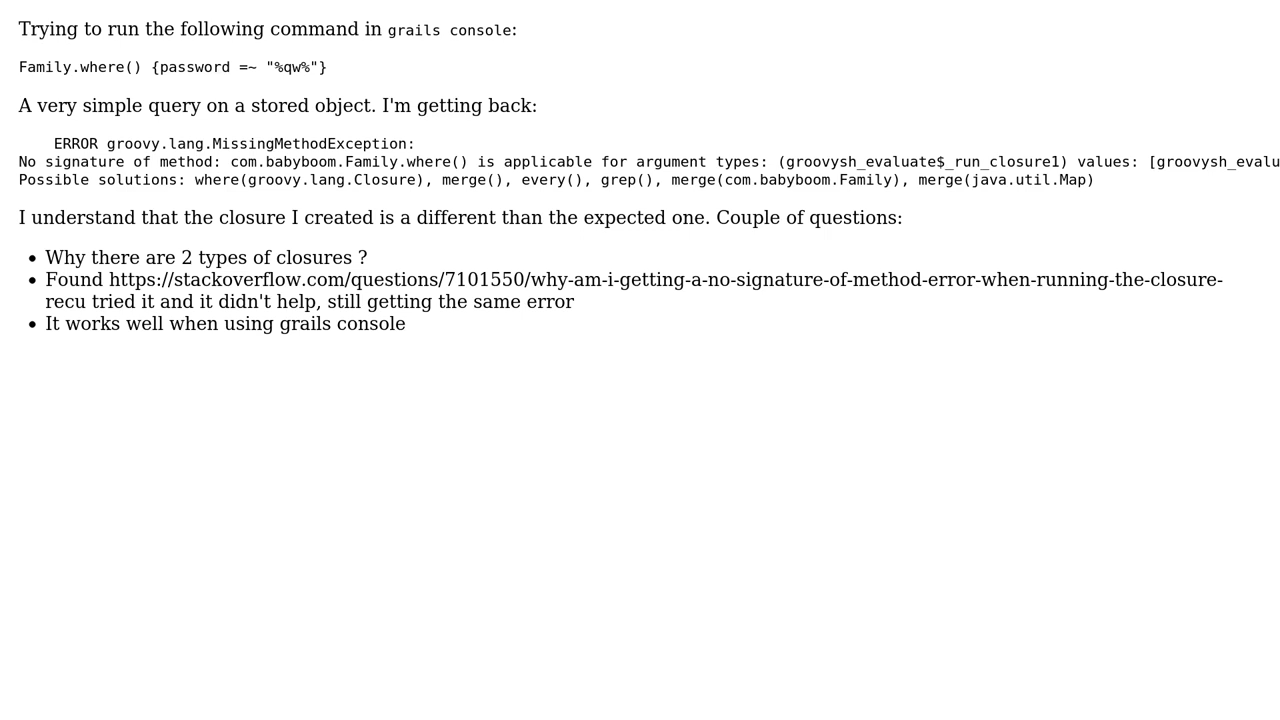 Trying to run the following command in grails console:
Family.where() {password =~ "%qw%"}
A very simple query on a stored object. I'm getting back:
ERROR groovy.lang.MissingMethodException:
No signature of method: com.babyboom.Family.where() is applicable for argument types: (groovysh_evaluate$_run_closure1) values: [groovysh_evalu
Possible solutions: where(groovy.lang.Closure), merge(), every(), grep(), merge(com.babyboom.Family), merge(java.util.Map)
I understand that the closure I created is a different than the expected one. Couple of questions:
• Why there are 2 types of closures ?
• Found https://stackoverflow.com/questions/7101550/why-am-i-getting-a-no-signature-of-method-error-when-running-the-closure-
recu tried it and it didn't help, still getting the same error
• It works well when using grails console